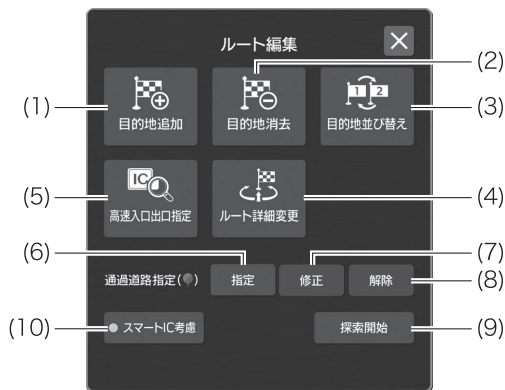 ルート編集
(2)
(1)
目的地追加
目的地消去
1 2
目的地並び替え
(3)
IC
(5)
高速入口出口指定
ルート詳細変更
(4)
(6)
(7)
通過道路指定( )
指定
修正
解除
(8)
(10)
スマートIC考慮
探索開始
(9)